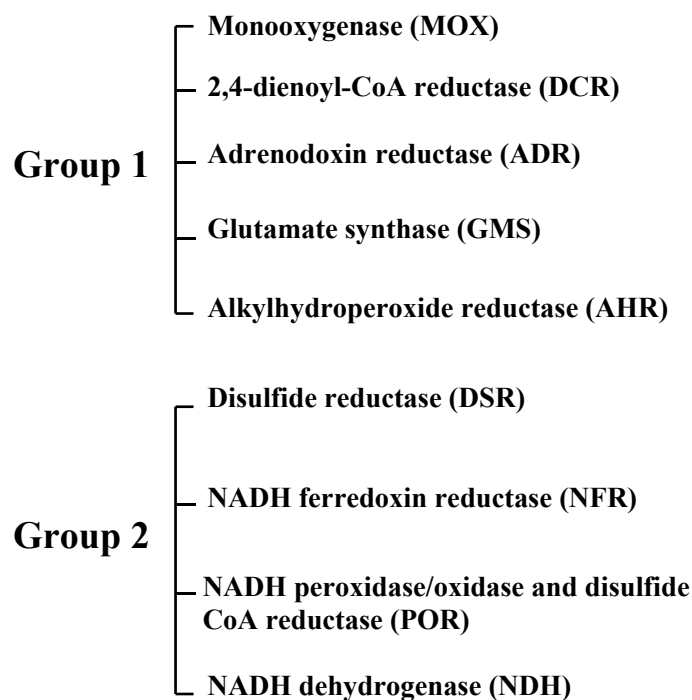 Group 1
Monooxygenase (MOX)
2,4-dienoyl-CoA reductase (DCR)
Adrenodoxin reductase (ADR)
Glutamate synthase (GMS)
Alkylhydroperoxide reductase (AHR)
Group 2
Disulfide reductase (DSR)
NADH ferredoxin reductase (NFR)
NADH peroxidase/oxidase and disulfide
CoA reductase (POR)
NADH dehydrogenase (NDH)